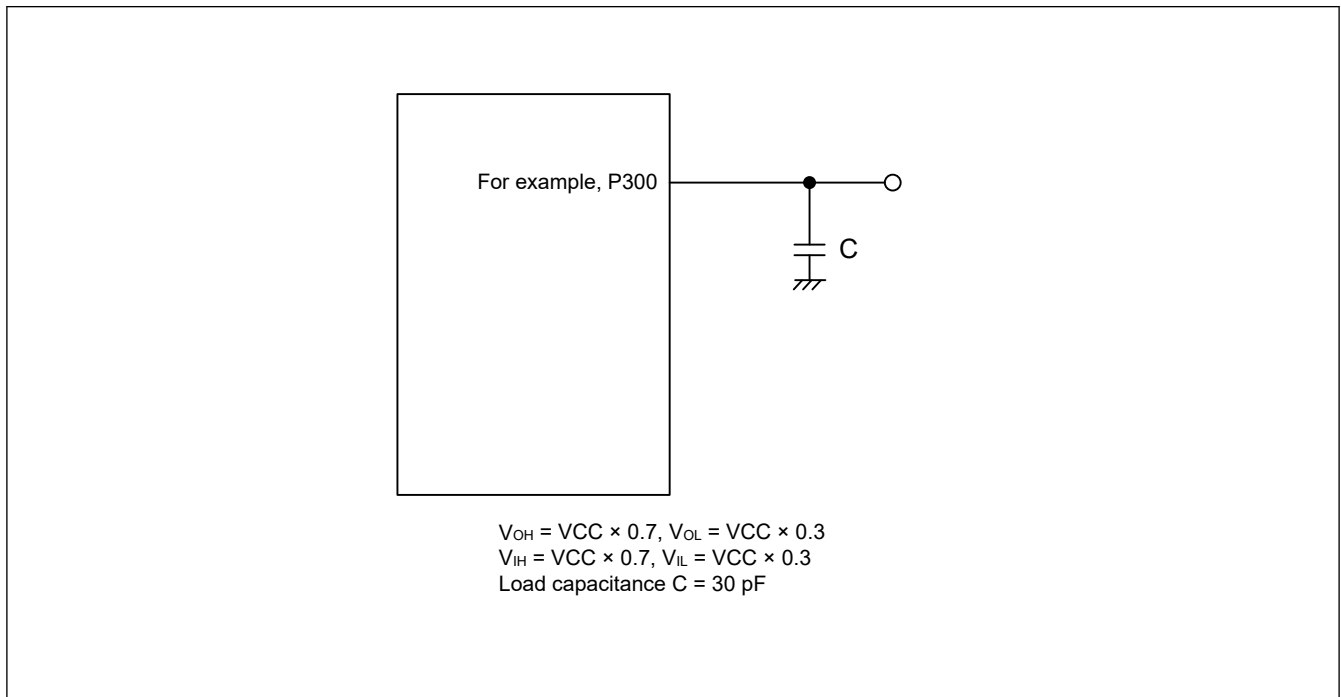 For example, P300
C
VOH = VCC × 0.7, VOL = VCC × 0.3
VIH = VCC × 0.7, VIL = VCC × 0.3
Load capacitance C = 30 pF